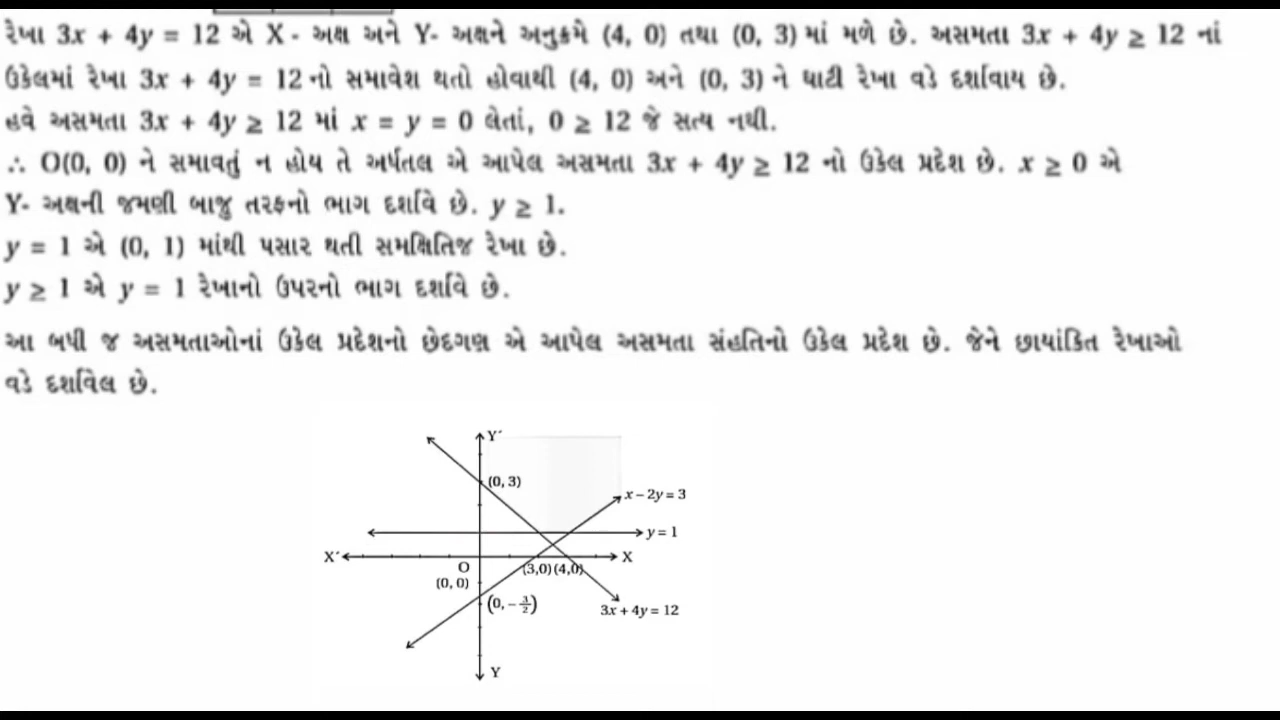 રેખા 3x + 4y = 12 એ X - અક્ષ અને Y- અક્ષને અનુક્રમે (4, 0) તથા (0, 3) માં મળે છે. અસમતા 3x + 4y ≥ 12 નાં
ઉકેલમાં રેખા 3x + 4y = 12 નો સમાવેશ થતો હોવાથી (4, 0) અને (0, 3) ને ઘાટી રેખા વડે દર્શાવાય છે.
હવે અસમતા 3x + 4y ≥ 12 માં x = y = 0 લેતાં, 0 ≥ 12 જે સત્ય નથી.
∴ O(0, 0) ને સમાવતું ન હોય તે અર્ધતલ એ આપેલ અસમતા 3x + 4y ≥ 12 નો ઉકેલ પ્રદેશ છે. x ≥ 0 એ
Y- અક્ષની જમણી બાજુ તરફનો ભાગ દર્શાવે છે. y ≥ 1.
y = 1 એ (0, 1) માંથી પસાર થતી સમક્ષિતિજ રેખા છે.
y ≥ 1 એ y = 1 રેખાનો ઉપરનો ભાગ દર્શાવે છે.
આ બધી જ અસમતાઓનાં ઉકેલ પ્રદેશનો છેદગણ એ આપેલ અસમતા સંહતિનો ઉકેલ પ્રદેશ છે. જેને છાયાંકિત રેખાઓ
વડે દર્શાવેલ છે.
Y′
(0, 3)
x – 2y = 3
y = 1
X′ X
O (3,0) (4,0)
(0, 0)
(0, – 3/2)
3x + 4y = 12
Y